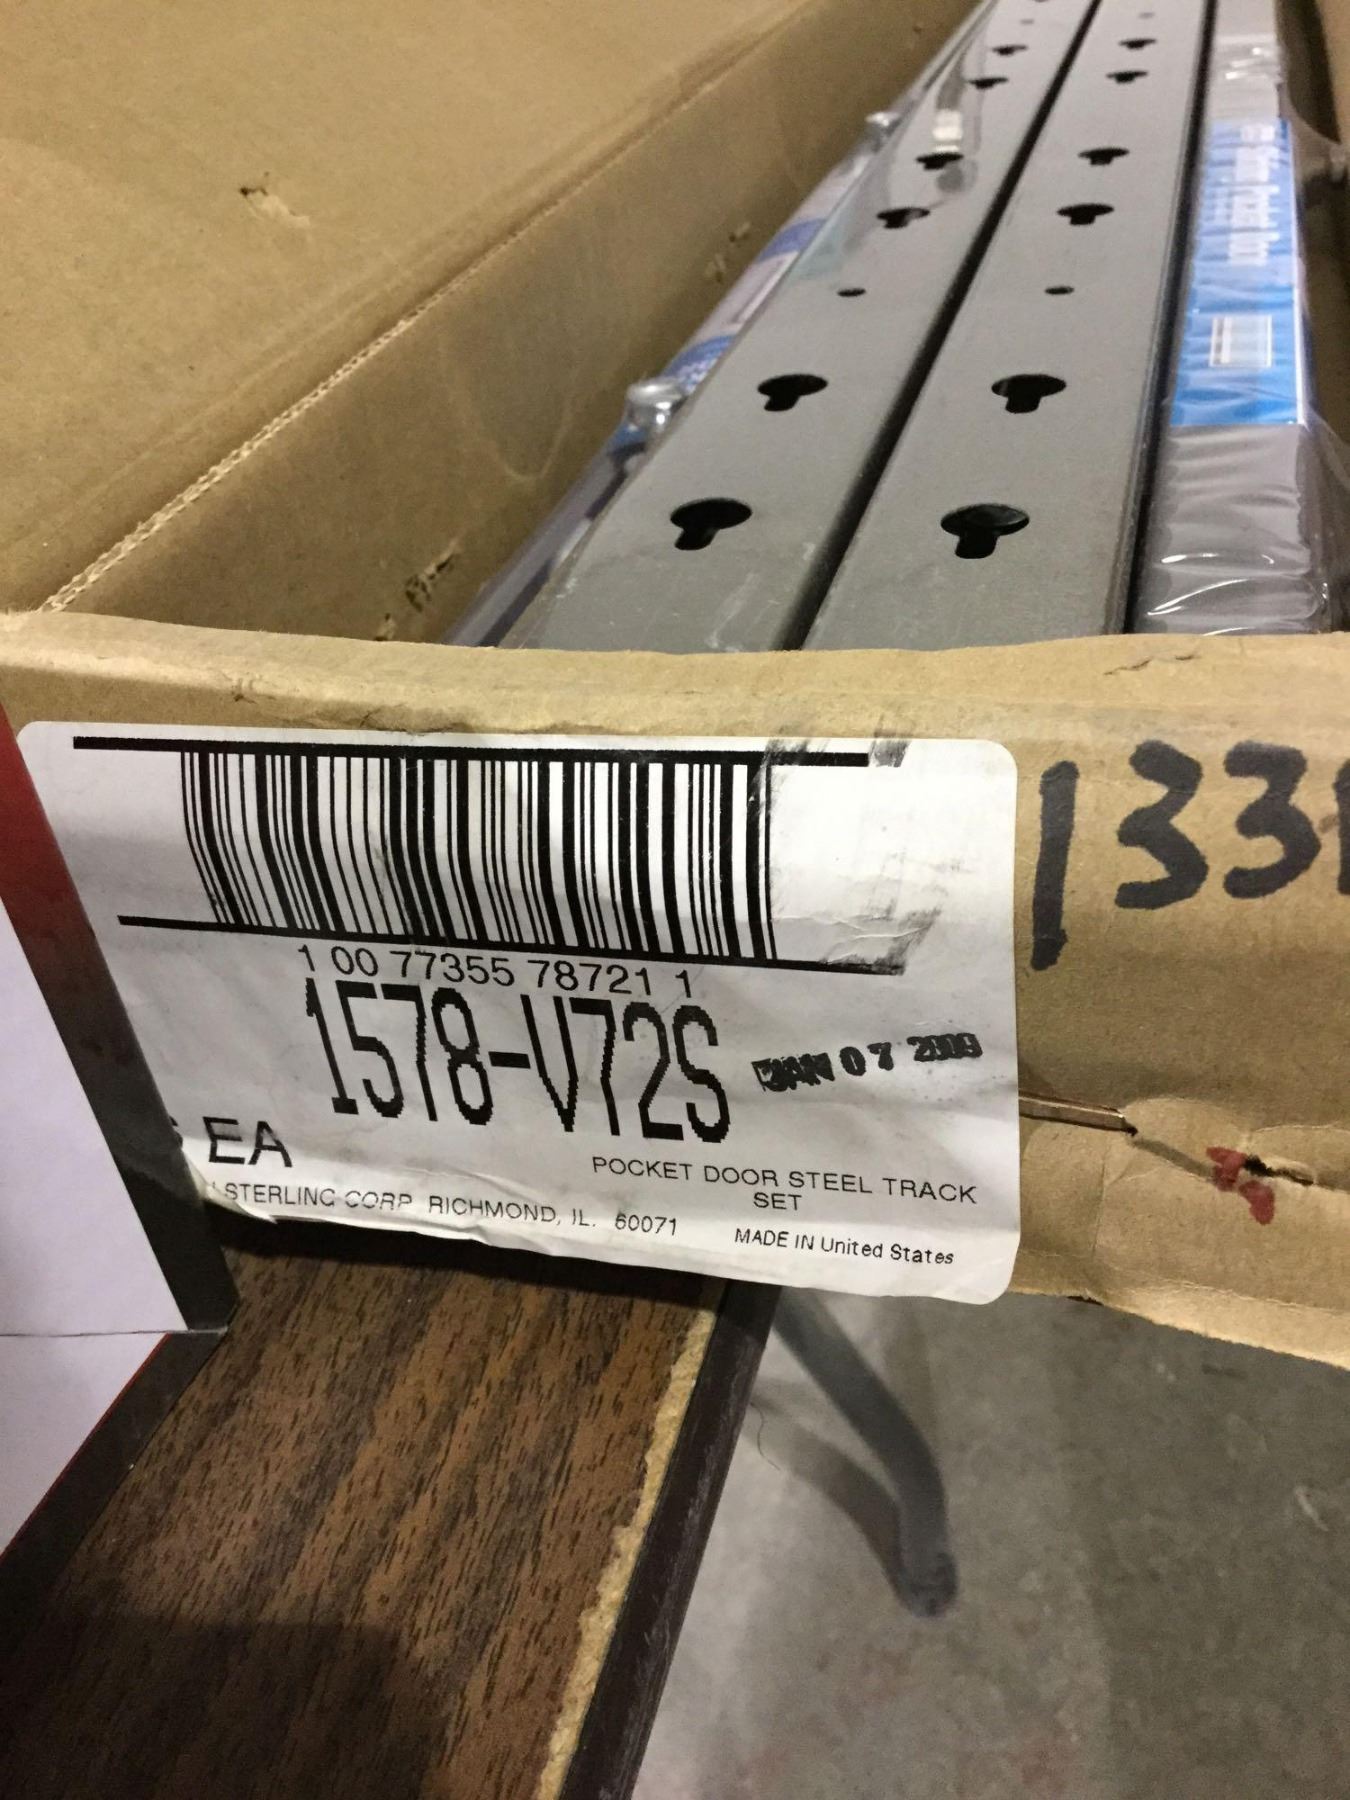 133
1 00 77355 78721 1
1578-V72S
JAN 07 2009
EA
POCKET DOOR STEEL TRACK
SET
STERLING CORP RICHMOND, IL. 60071
MADE IN United States